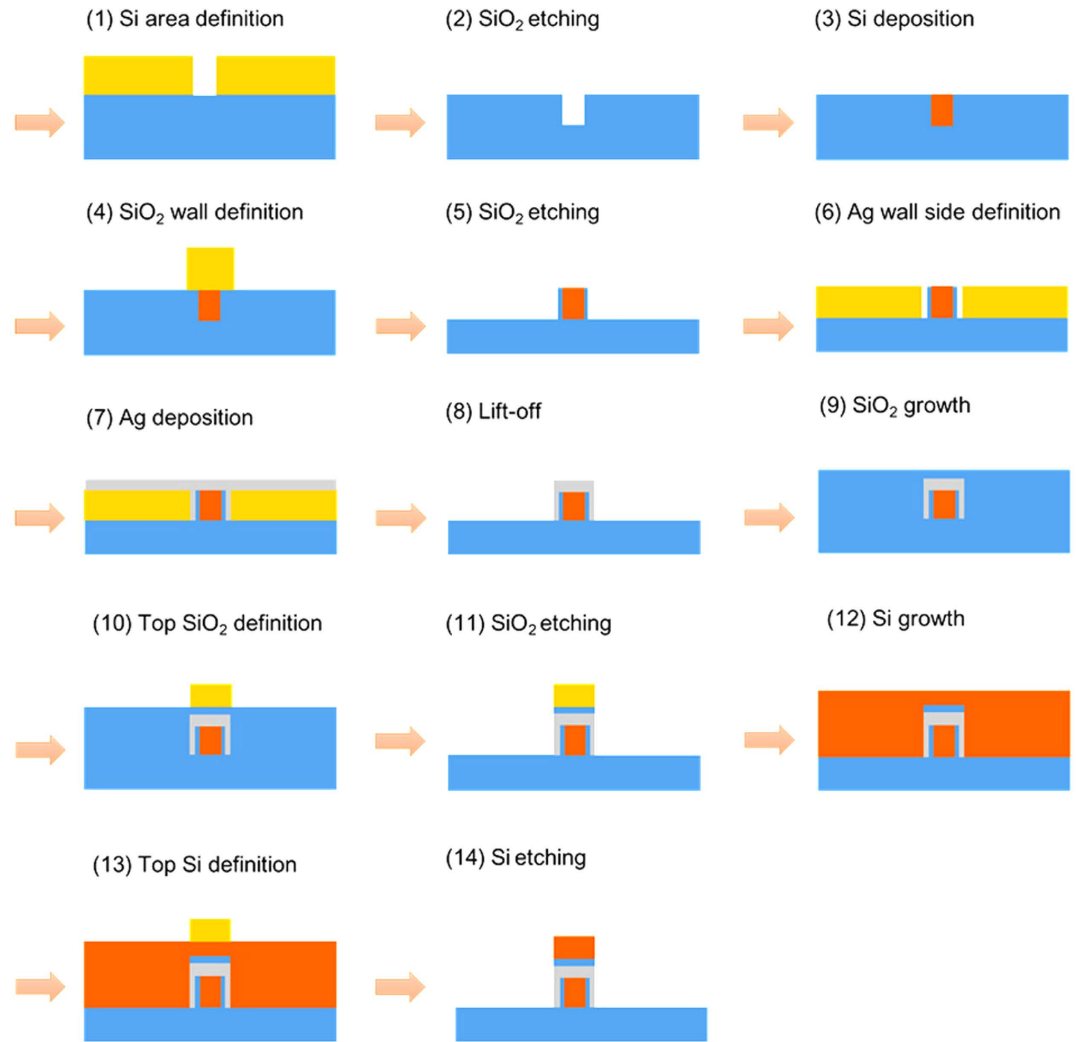 (1) Si area definition
(2) SiO₂ etching
(3) Si deposition
(4) SiO₂ wall definition
(5) SiO₂ etching
(6) Ag wall side definition
(7) Ag deposition
(8) Lift-off
(9) SiO₂ growth
(10) Top SiO₂ definition
(11) SiO₂ etching
(12) Si growth
(13) Top Si definition
(14) Si etching